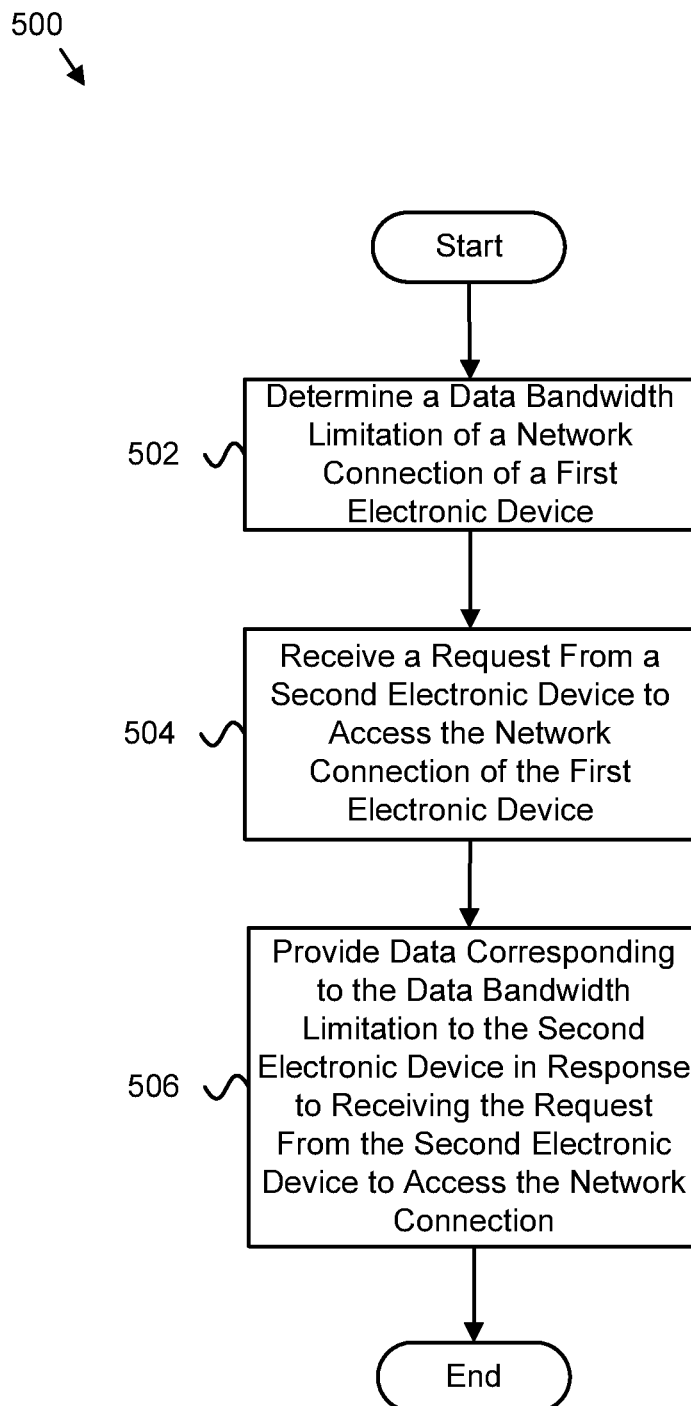 500
Start
502
Determine a Data Bandwidth
Limitation of a Network
Connection of a First
Electronic Device
504
Receive a Request From a
Second Electronic Device to
Access the Network
Connection of the First
Electronic Device
506
Provide Data Corresponding
to the Data Bandwidth
Limitation to the Second
Electronic Device in Response
to Receiving the Request
From the Second Electronic
Device to Access the Network
Connection
End